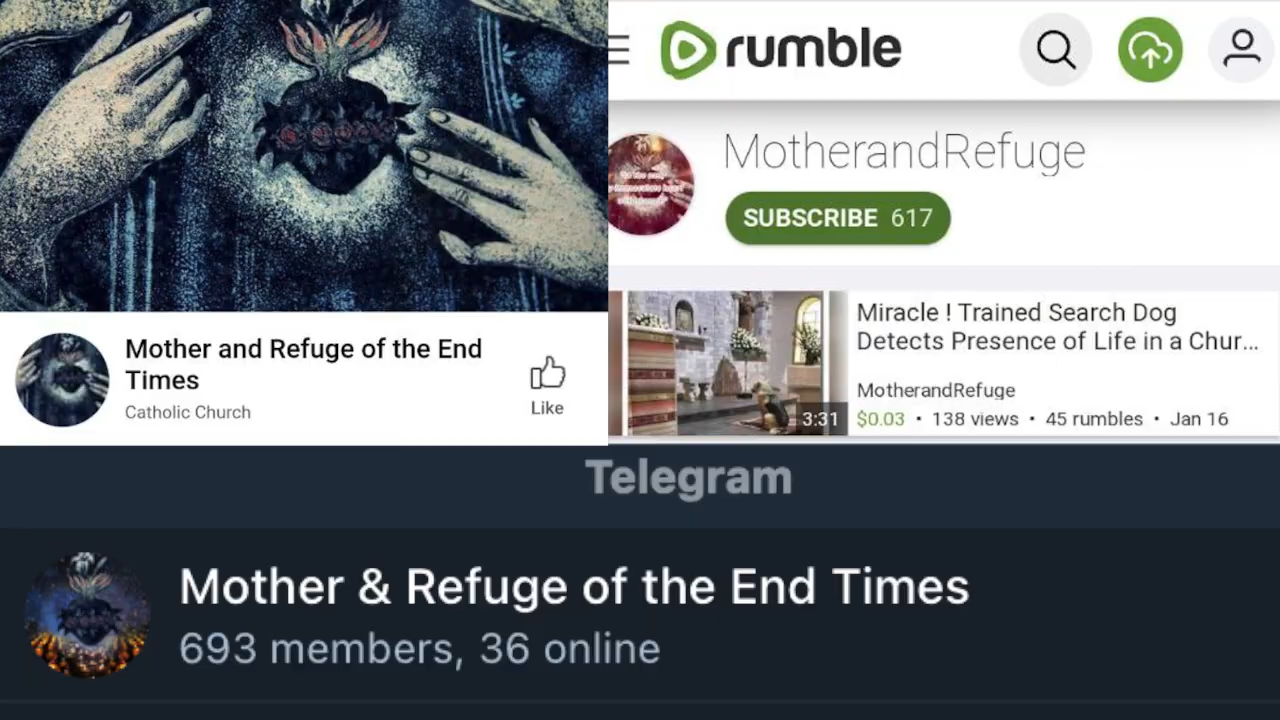 Mother and Refuge of the End
Times
Catholic Church
Like
rumble
MotherandRefuge
SUBSCRIBE 617
3:31
Miracle ! Trained Search Dog
Detects Presence of Life in a Chur...
MotherandRefuge
$0.03 • 138 views • 45 rumbles • Jan 16
Telegram
Mother & Refuge of the End Times
693 members, 36 online